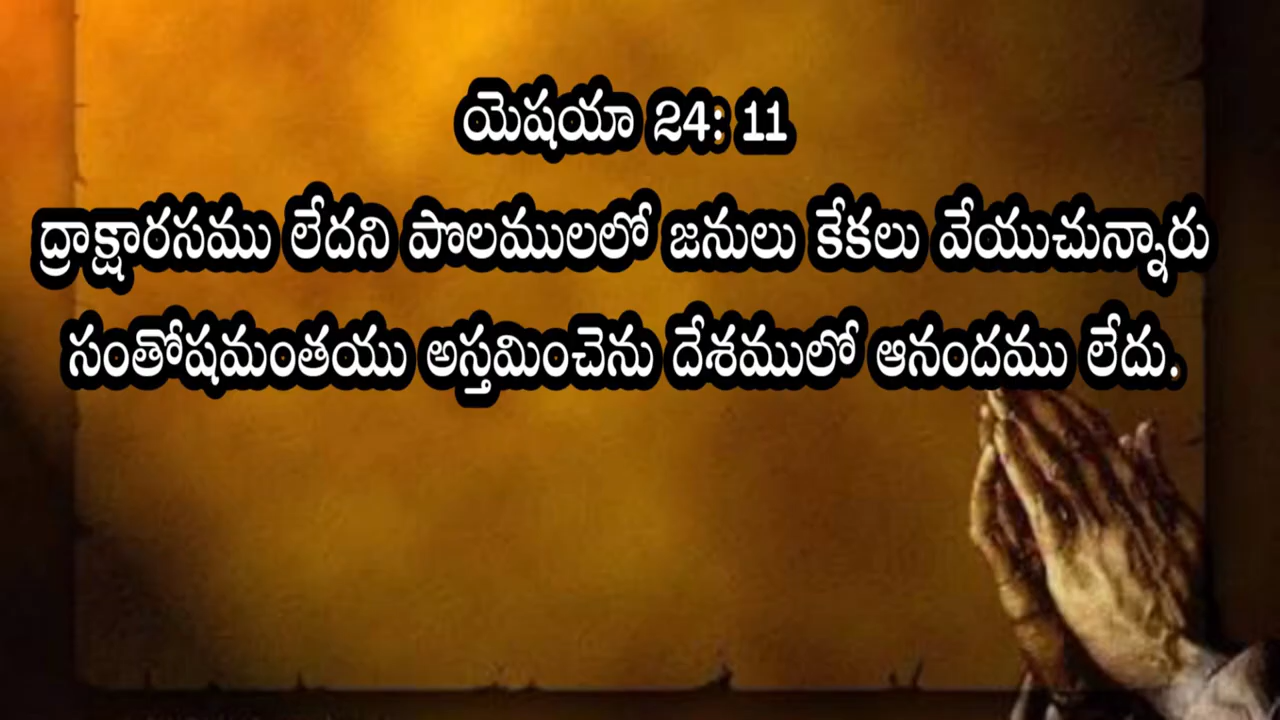 యెషయా 24: 11
ద్రాక్షారసము లేదని పొలములలో జనులు కేకలు వేయుచున్నారు
సంతోషమంతయు అస్తమించెను దేశములో ఆనందము లేదు.